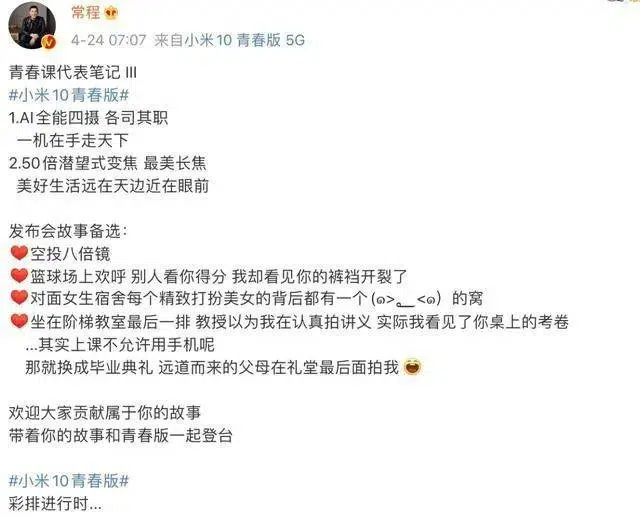 常程
4-24 07:07 来自小米10 青春版 5G
青春课代表笔记 III
#小米10青春版#
1.AI全能四摄 各司其职
一机在手走天下
2.50倍潜望式变焦 最美长焦
美好生活远在天边近在眼前
发布会故事备选：
❤️空投八倍镜
❤️篮球场上欢呼 别人看你得分 我却看见你的裤裆开裂了
❤️对面女生宿舍每个精致打扮美女的背后都有一个(๑>؂<๑）的窝
❤️坐在阶梯教室最后一排 教授以为我在认真拍讲义 实际我看见了你桌上的考卷
...其实上课不允许用手机呢
那就换成毕业典礼 远道而来的父母在礼堂最后面拍我😄
欢迎大家贡献属于你的故事
带着你的故事和青春版一起登台
#小米10青春版#
彩排进行时...